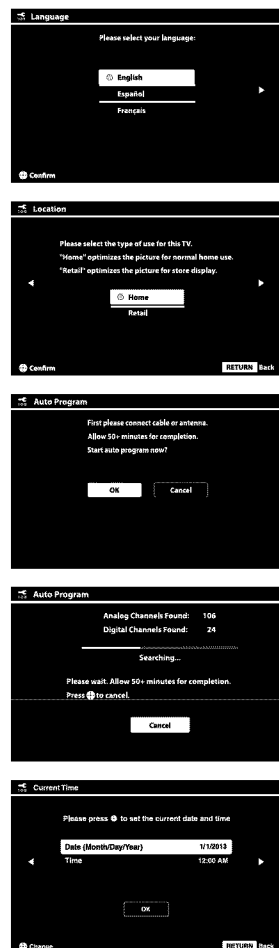 Language
Please select your language:
English
Español
Français
Confirm
Location
Please select the type of use for this TV.
"Home" optimizes the picture for normal home use.
"Retail" optimizes the picture for store display.
Home
Retail
Confirm RETURN Back
Auto Program
First please connect cable or antenna.
Allow 50+ minutes for completion.
Start auto program now?
OK Cancel
Auto Program
Analog Channels Found: 106
Digital Channels Found: 24
Searching...
Please wait. Allow 50+ minutes for completion.
Press to cancel.
Cancel
Current Time
Please press to set the current date and time
Date (Month/Day/Year) 1/1/2013
Time 12:00 AM
OK
Change RETURN Back